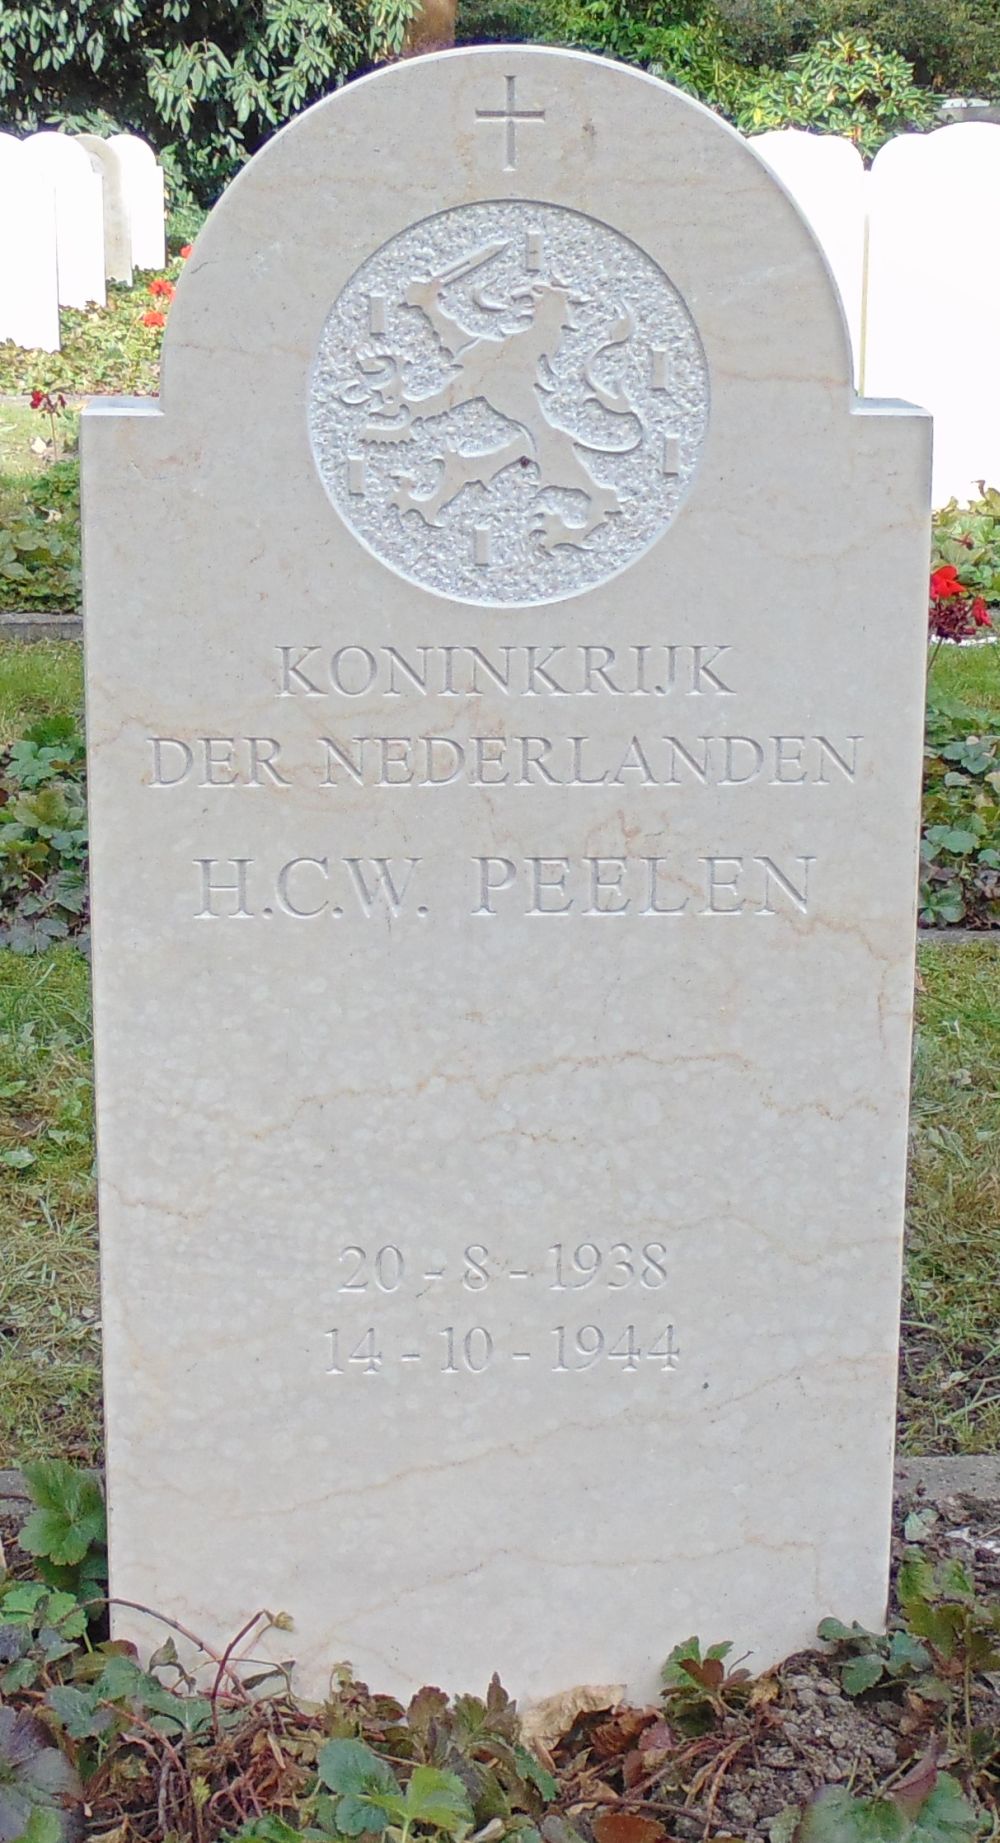 KONINKRIJK
DER NEDERLANDEN
H.C.W. PEELEN
20 - 8 - 1938
14 - 10 - 1944